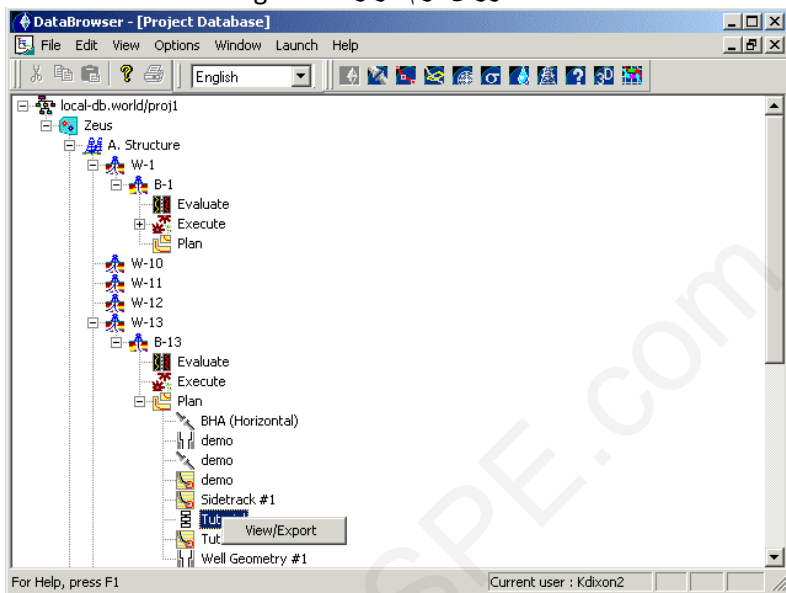 DataBrowser - [Project Database]
File Edit View Options Window Launch Help
English
local-db.world/proj1
Zeus
A. Structure
W-1
B-1
Evaluate
Execute
Plan
W-10
W-11
W-12
W-13
B-13
Evaluate
Execute
Plan
BHA (Horizontal)
demo
demo
demo
Sidetrack #1
View/Export
Well Geometry #1
For Help, press F1
Current user : Kdixon2
SPE.com